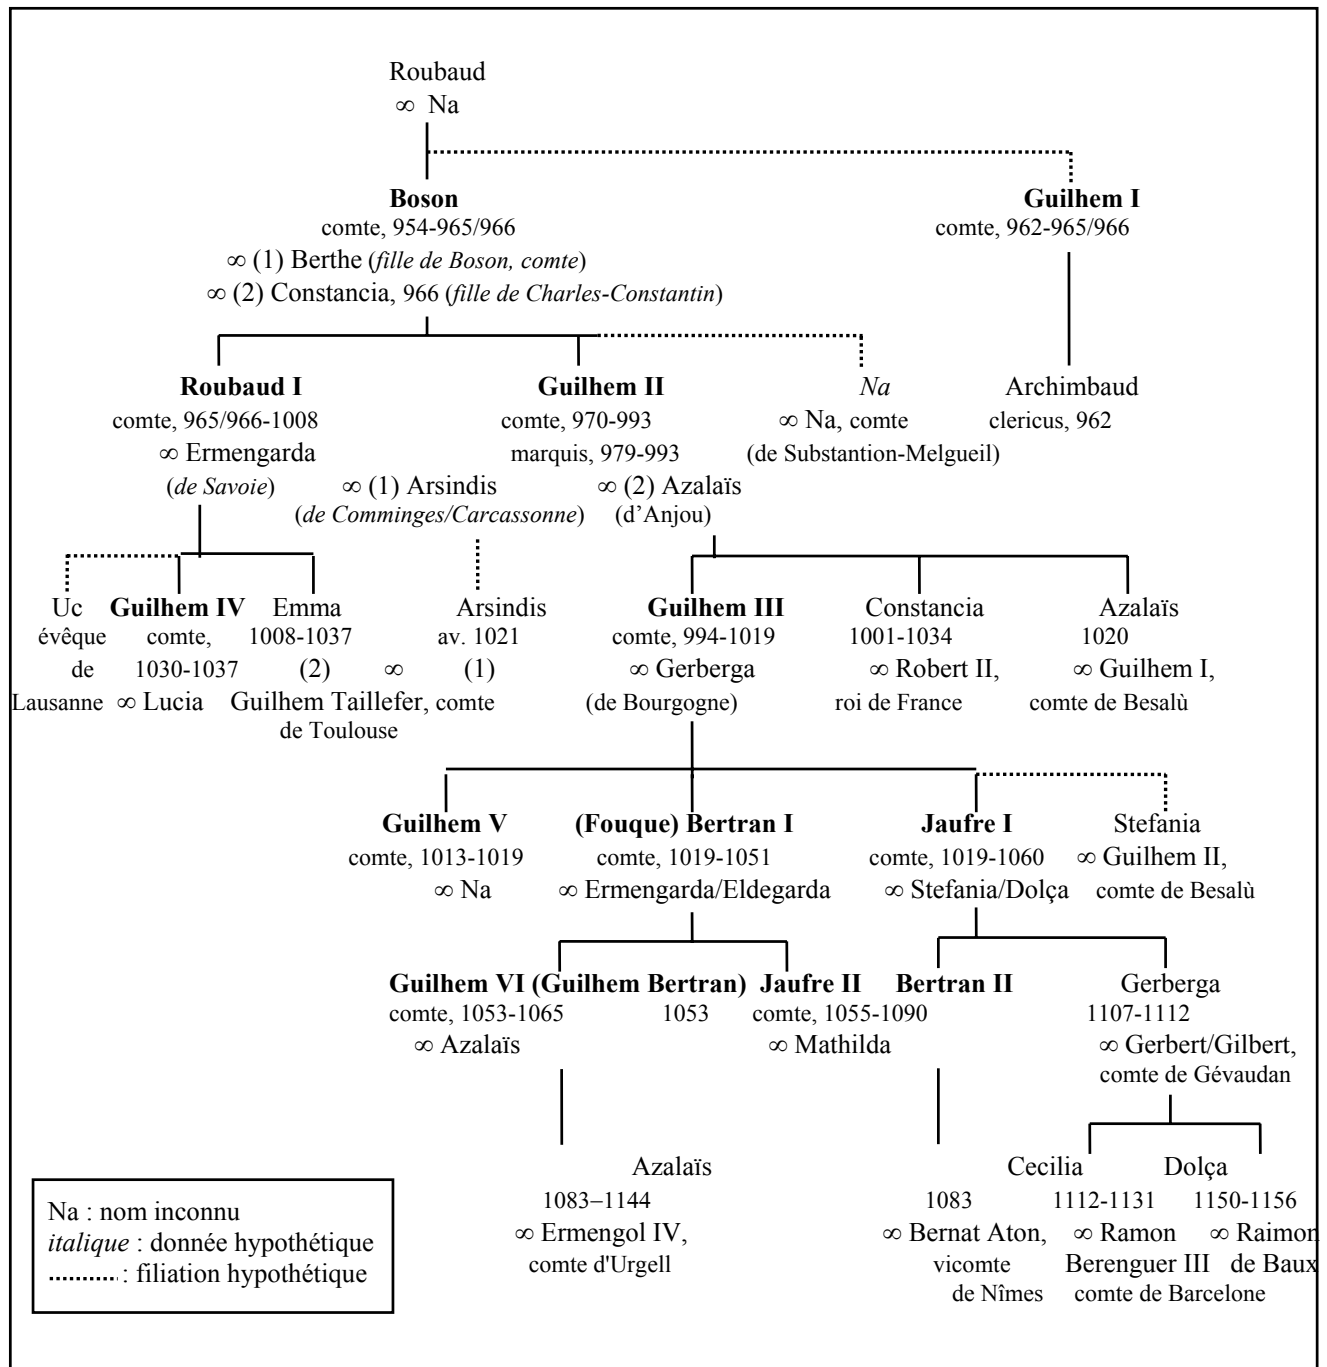 Roubaud
∞ Na
Boson Guilhem I
comte, 954-965/966 comte, 962-965/966
∞ (1) Berthe (fille de Boson, comte)
∞ (2) Constancia, 966 (fille de Charles-Constantin)
Roubaud I Guilhem II Na Archimbaud
comte, 965/966-1008 comte, 970-993 ∞ Na, comte clericus, 962
∞ Ermengarda marquis, 979-993 (de Substantion-Melgueil)
(de Savoie) ∞ (1) Arsindis ∞ (2) Azalaïs
(de Comminges/Carcassonne) (d’Anjou)
Uc Guilhem IV Emma Arsindis Guilhem III Constancia Azalaïs
évêque comte, 1008-1037 av. 1021 comte, 994-1019 1001-1034 1020
de 1030-1037 (2) ∞ (1) ∞ Gerberga ∞ Robert II, ∞ Guilhem I,
Lausanne ∞ Lucia Guilhem Taillefer, comte (de Bourgogne) roi de France comte de Besalù
de Toulouse
Guilhem V (Fouque) Bertran I Jaufre I Stefania
comte, 1013-1019 comte, 1019-1051 comte, 1019-1060 ∞ Guilhem II,
∞ Na ∞ Ermengarda/Eldegarda ∞ Stefania/Dolça comte de Besalù
Guilhem VI (Guilhem Bertran) Jaufre II Bertran II Gerberga
comte, 1053-1065 1053 comte, 1055-1090 1107-1112
∞ Azalaïs ∞ Mathilda ∞ Gerbert/Gilbert,
comte de Gévaudan
Azalaïs Cecilia Dolça
1083–1144 1083 1112-1131 1150-1156
∞ Ermengol IV, ∞ Bernat Aton, ∞ Ramon ∞ Raimon
comte d'Urgell vicomte Berenguer III de Baux
de Nîmes comte de Barcelone
Na : nom inconnu
italique : donnée hypothétique
............ : filiation hypothétique